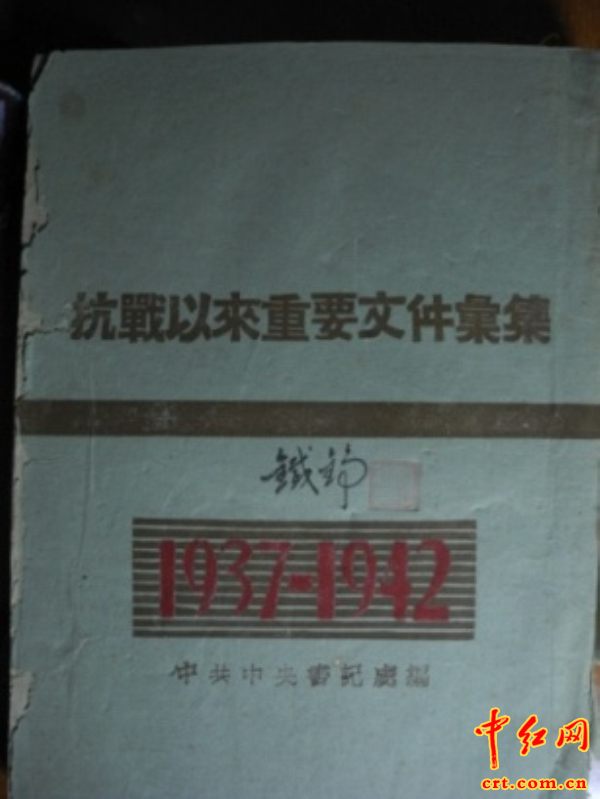 抗戰以來重要文件彙集
1937-1942
中共中央書記處編
中红网
crt.com.cn